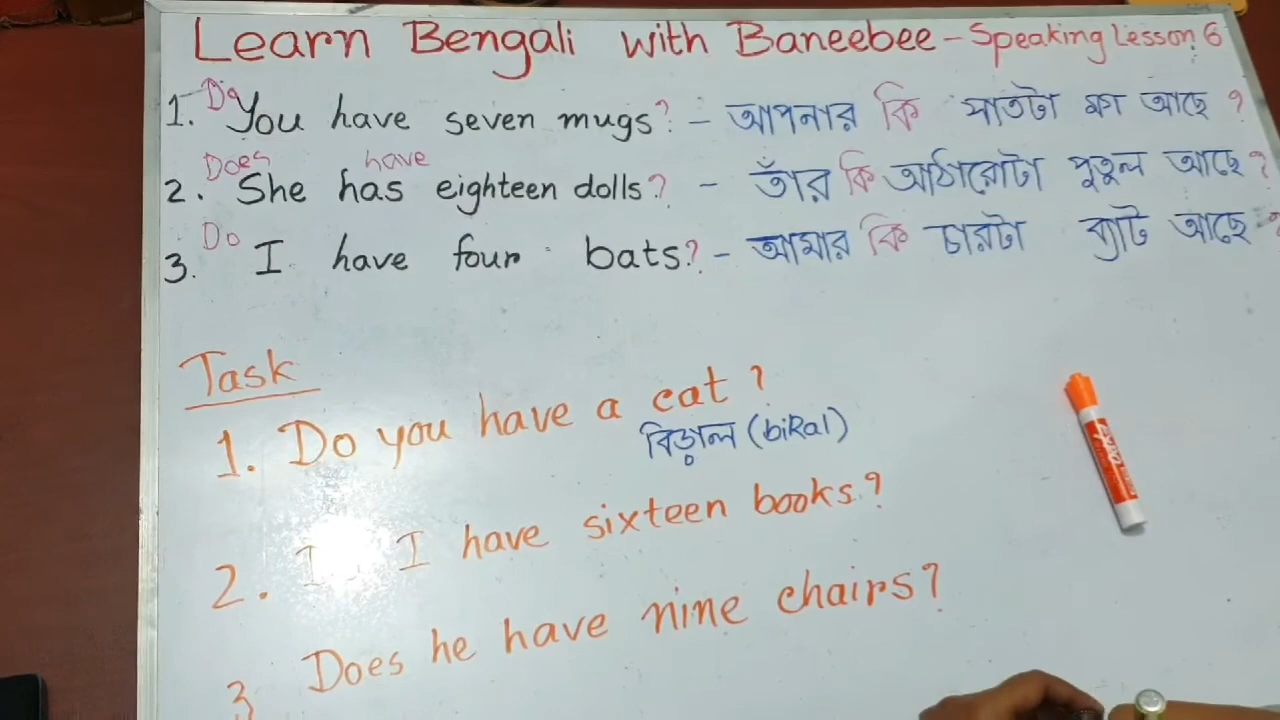 Learn Bengali with Baneebee - Speaking Lesson 6
1. Do You have seven mugs? - আপনার কি সাতটা মগ আছে ?
Does have
2. She has eighteen dolls? - তাঁর কি আঠারোটা পুতুল আছে ?
3. Do I have four bats? - আমার কি চারটা ব্যাট আছে ?
Task
1. Do you have a cat ?
বিড়াল (biRal)
2. I have sixteen books?
3 Does he have nine chairs?
EXPO